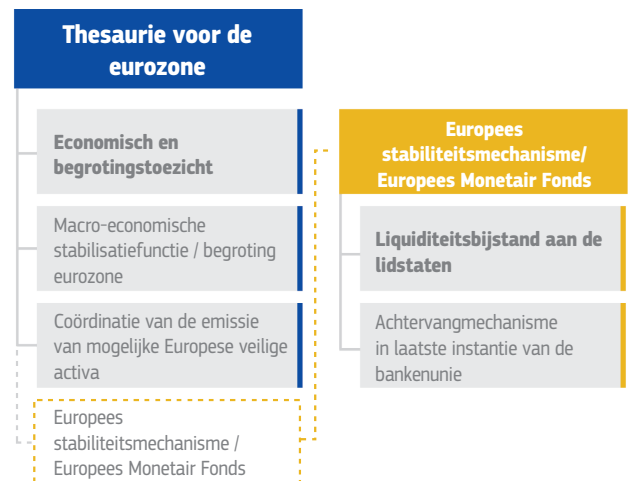 Thesaurie voor de
eurozone
Economisch en
begrotingstoezicht
Macro-economische
stabilisatiefunctie / begroting
eurozone
Coördinatie van de emissie
van mogelijke Europese veilige
activa
Europees
stabiliteitsmechanisme /
Europees Monetair Fonds
Europees
stabiliteitsmechanisme/
Europees Monetair Fonds
Liquiditeitsbijstand aan de
lidstaten
Achtervangmechanisme
in laatste instantie van de
bankenunie